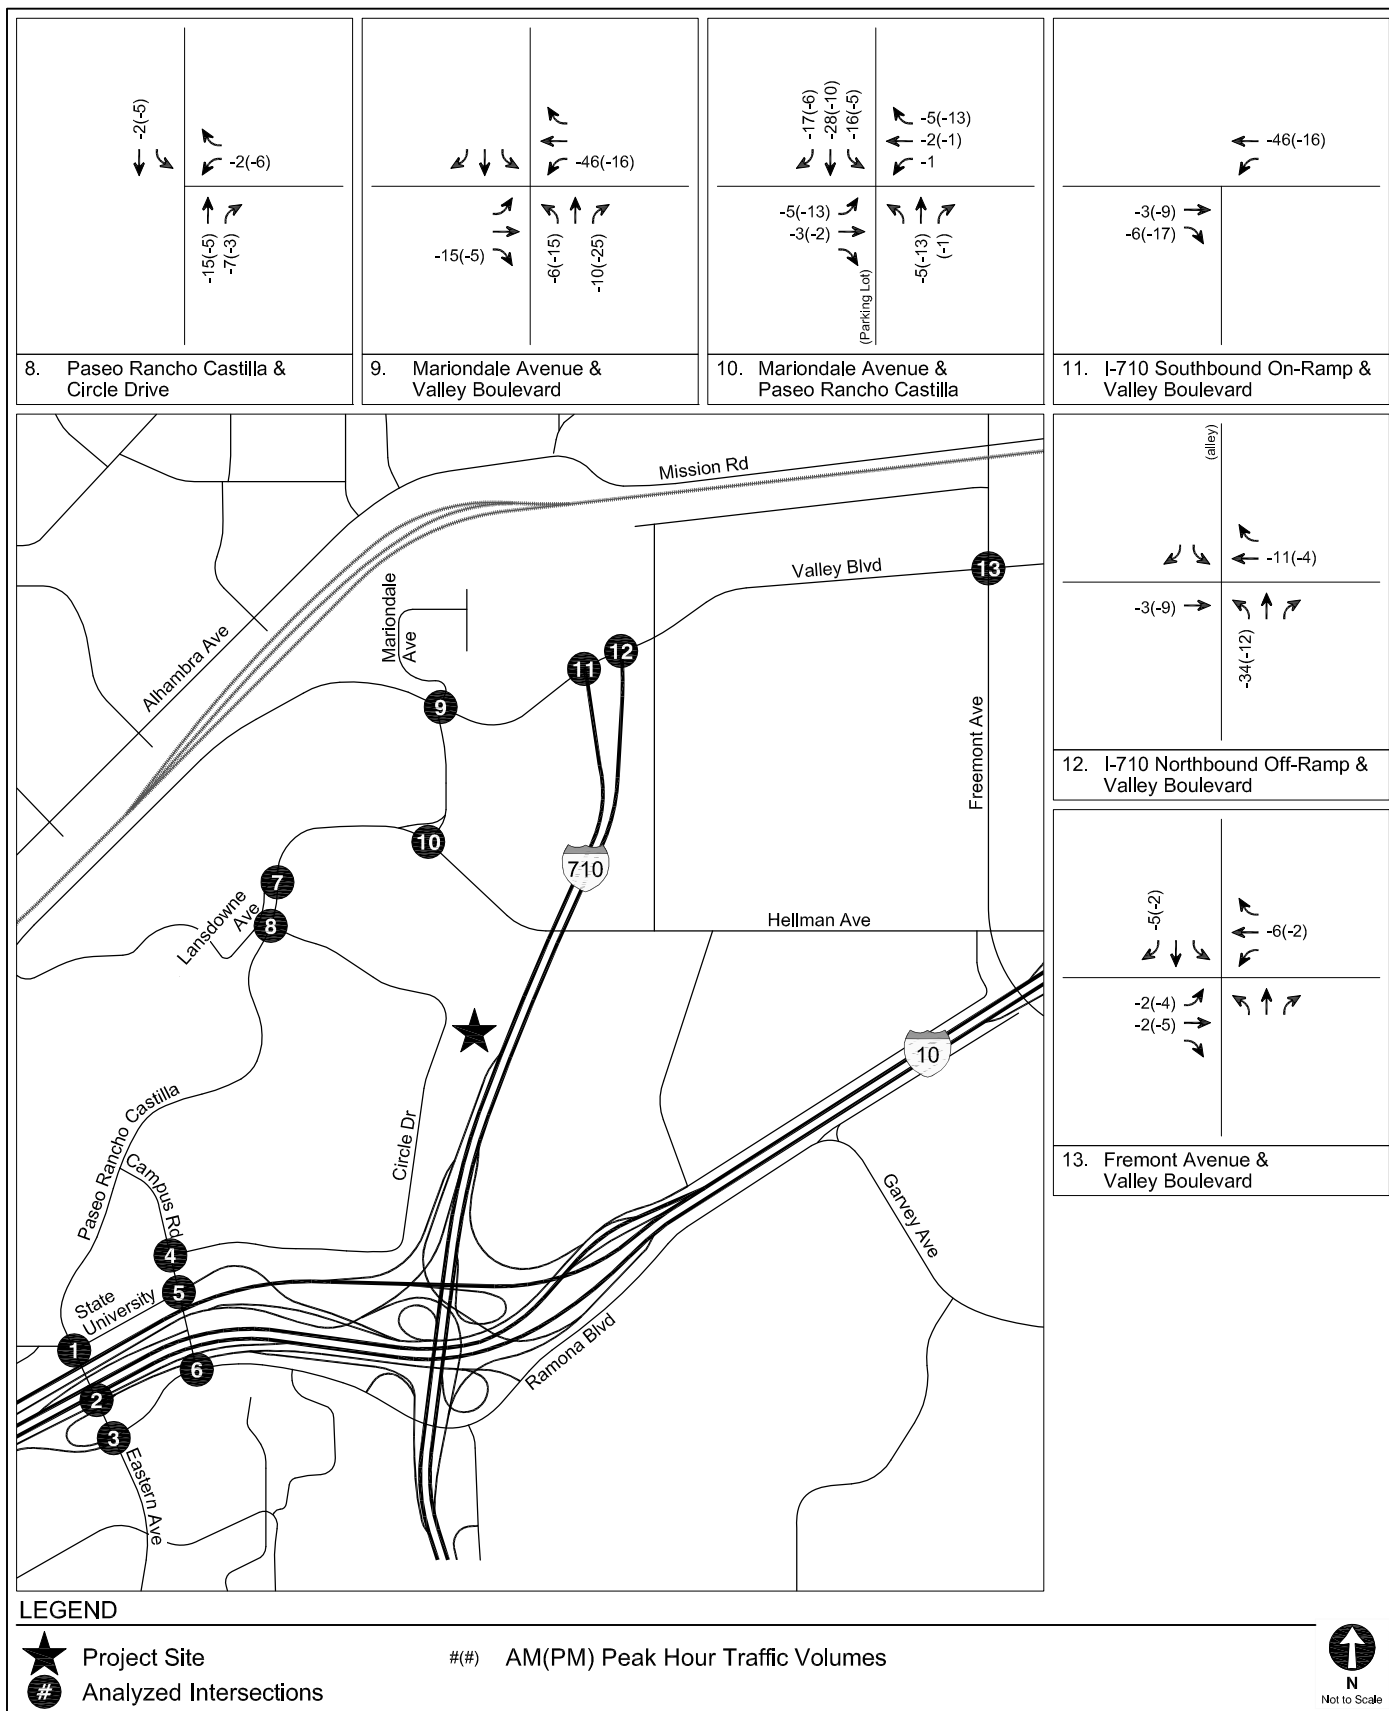 -2(-5)
-2(-6)
-15(-5)
-7(-3)
8. Paseo Rancho Castilla &
Circle Drive
-46(-16)
-15(-5)
-6(-15)
-10(-25)
9. Mariondale Avenue &
Valley Boulevard
-17(-6)
-28(-10)
-16(-5)
-5(-13)
-2(-1)
-1
-5(-13)
-3(-2)
-5(-13)
(-1)
(Parking Lot)
10. Mariondale Avenue &
Paseo Rancho Castilla
-46(-16)
-3(-9)
-6(-17)
11. I-710 Southbound On-Ramp &
Valley Boulevard
(alley)
-11(-4)
-3(-9)
-34(-12)
12. I-710 Northbound Off-Ramp &
Valley Boulevard
-5(-2)
-6(-2)
-2(-4)
-2(-5)
13. Fremont Avenue &
Valley Boulevard
Mission Rd
Valley Blvd
13
Mariondale
Ave
Alhambra Ave
12
11
9
Freemont Ave
10
710
7
Lansdowne
Ave
8
Hellman Ave
10
Paseo Rancho Castilla
Circle Dr
Campus Rd
Garvey Ave
4
5
State
University
1
6
Ramona Blvd
2
3
Eastern Ave
LEGEND
Project Site
#(#) AM(PM) Peak Hour Traffic Volumes
# Analyzed Intersections
N
Not to Scale